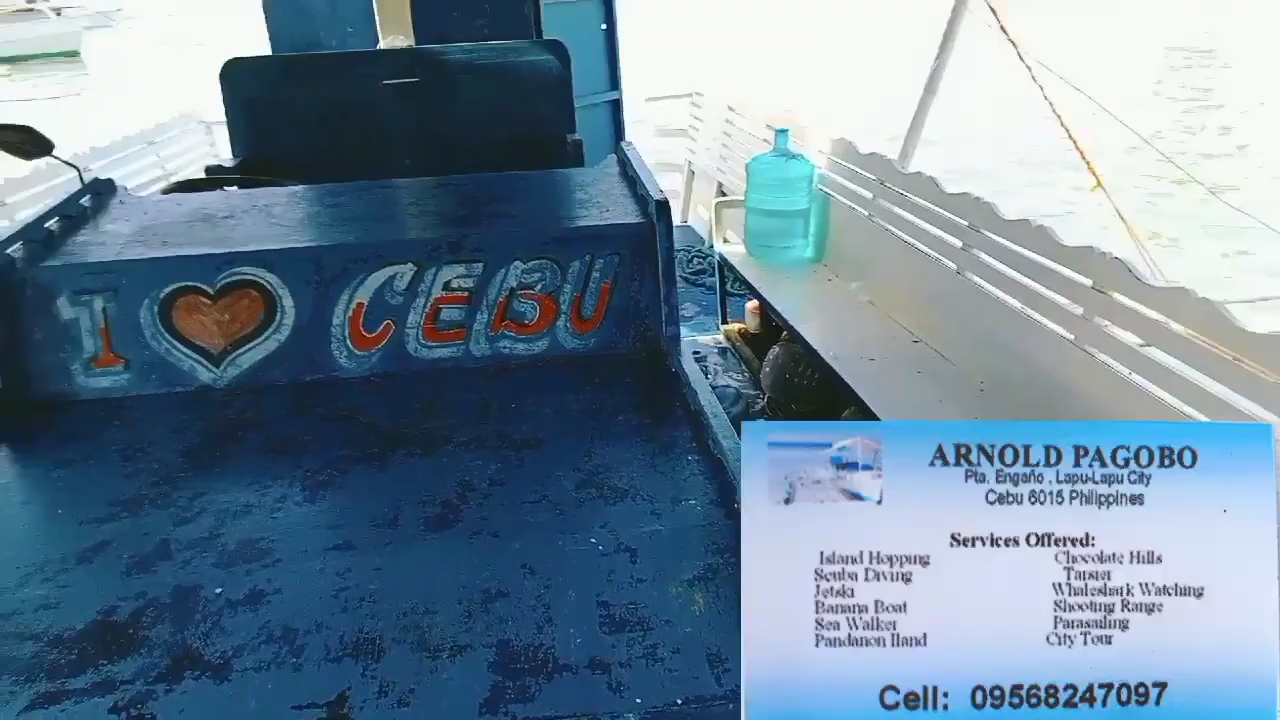 I CEBU
ARNOLD PAGOBO
Pta. Engaño , Lapu-Lapu City
Cebu 6015 Philippines
Services Offered:
Island Hopping
Scuba Diving
Jetski
Banana Boat
Sea Walker
Pandanon Iland
Chocolate Hills
Tarsier
Whaleshark Watching
Shooting Range
Parasailing
City Tour
Cell: 09568247097